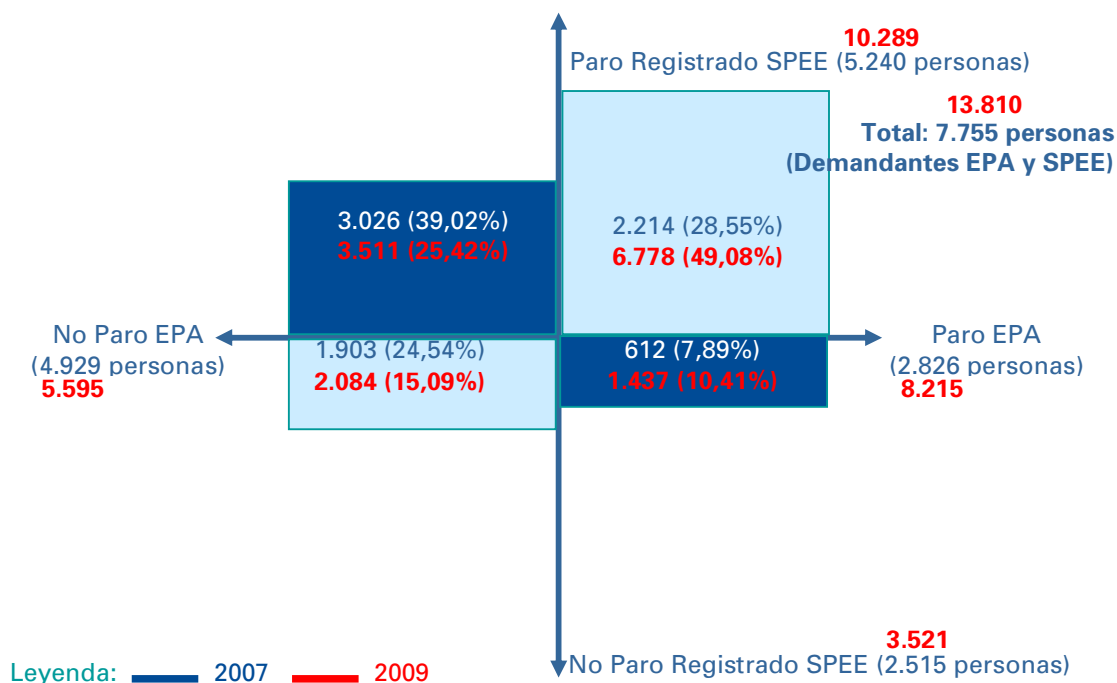 10.289
Paro Registrado SPEE (5.240 personas)
13.810
Total: 7.755 personas
(Demandantes EPA y SPEE)
3.026 (39,02%)
3.511 (25,42%)
2.214 (28,55%)
6.778 (49,08%)
No Paro EPA
(4.929 personas)
5.595
1.903 (24,54%)
2.084 (15,09%)
612 (7,89%)
1.437 (10,41%)
Paro EPA
(2.826 personas)
8.215
3.521
No Paro Registrado SPEE (2.515 personas)
Leyenda: 2007 2009